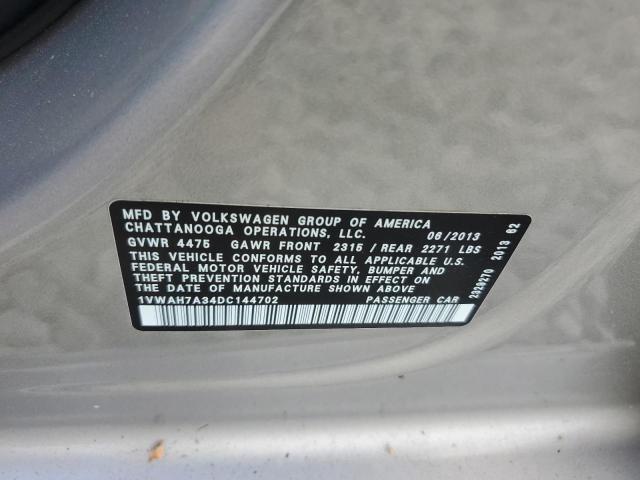 MFD BY VOLKSWAGEN GROUP OF AMERICA
CHATTANOOGA OPERATIONS, LLC. 06/2013
GVWR 4475 GAWR FRONT 2315 / REAR 2271 LBS
THIS VEHICLE CONFORMS TO ALL APPLICABLE U.S.
FEDERAL MOTOR VEHICLE SAFETY, BUMPER AND
THEFT PREVENTION STANDARDS IN EFFECT ON
THE DATE OF MANUFACTURE SHOWN ABOVE
1VWAH7A34DC144702 PASSENGER CAR
2929270 2013 62